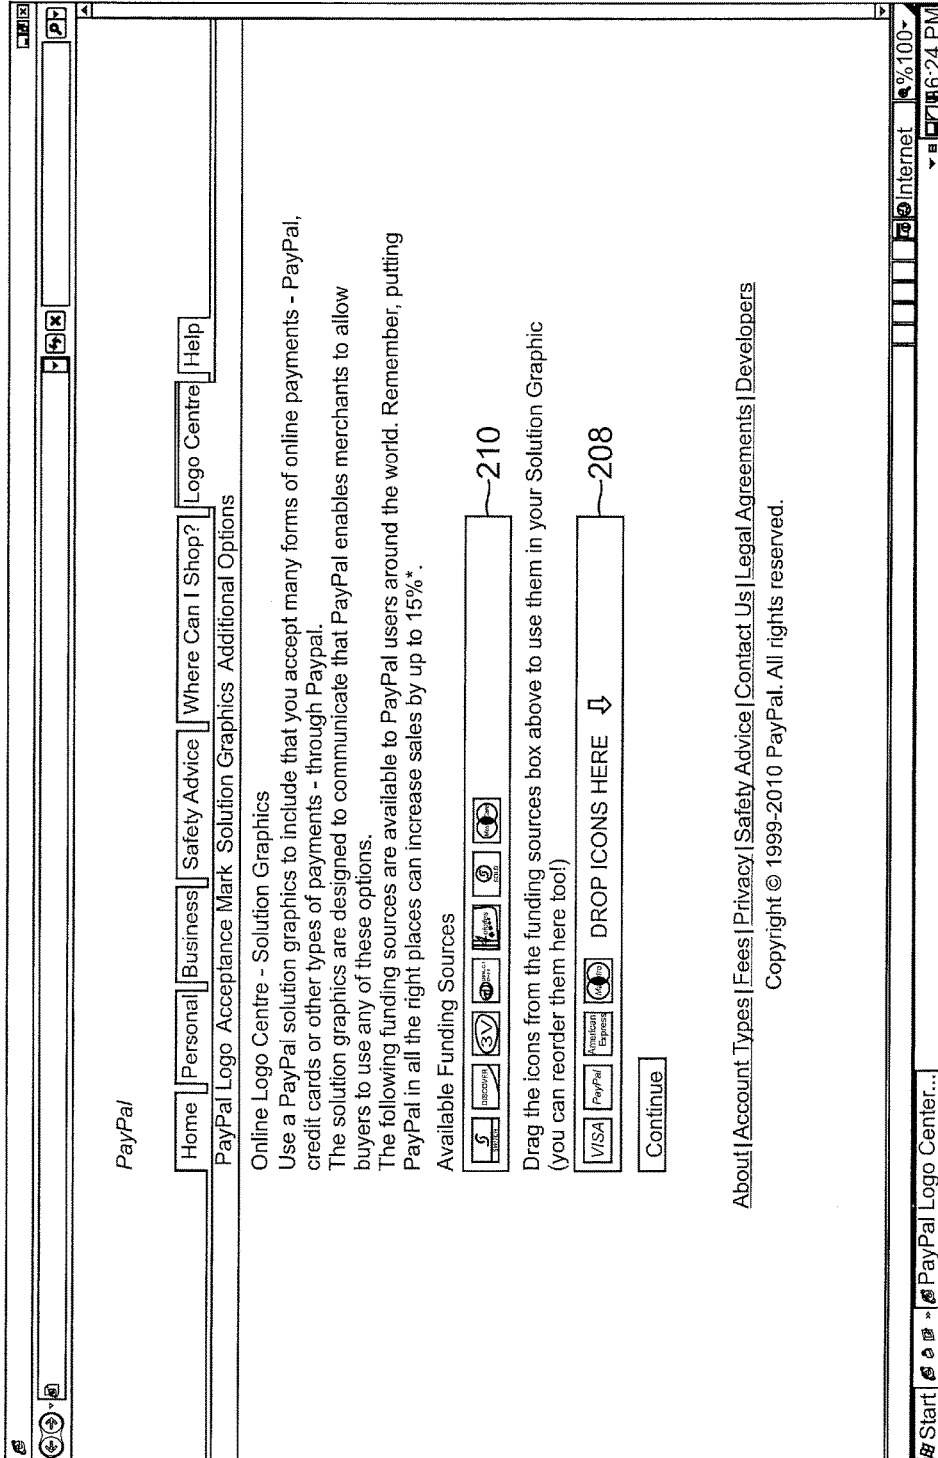 PayPal
Home Personal Business Safety Advice Where Can I Shop? Logo Centre Help
PayPal Logo Acceptance Mark Solution Graphics Additional Options
Online Logo Centre - Solution Graphics
Use a PayPal solution graphics to include that you accept many forms of online payments - PayPal,
credit cards or other types of payments - through Paypal.
The solution graphics are designed to communicate that PayPal enables merchants to allow
buyers to use any of these options.
The following funding sources are available to PayPal users around the world. Remember, putting
PayPal in all the right places can increase sales by up to 15%*.
Available Funding Sources
DISCOVER 3V SOLO 210
Drag the icons from the funding sources box above to use them in your Solution Graphic
(you can reorder them here too!)
VISA PayPal American Express DROP ICONS HERE 208
Continue
About | Account Types | Fees | Privacy | Safety Advice | Contact Us | Legal Agreements | Developers
Copyright © 1999-2010 PayPal. All rights reserved.
Internet %100
Start » PayPal Logo Center... 6:24 PM